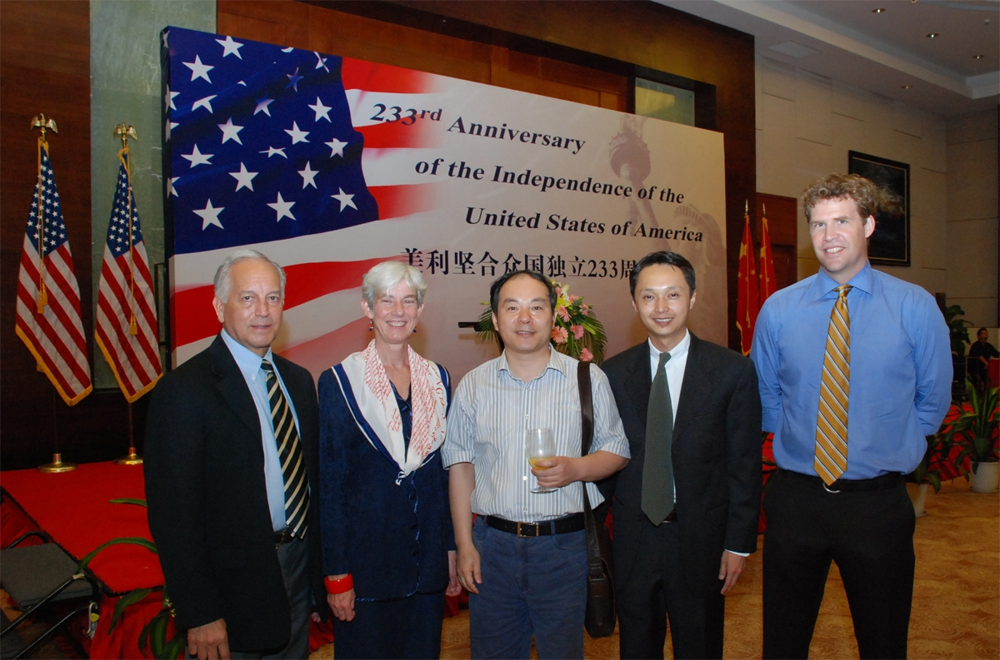 233rd Anniversary
of the Independence of the
United States of America
美利坚合众国独立233周